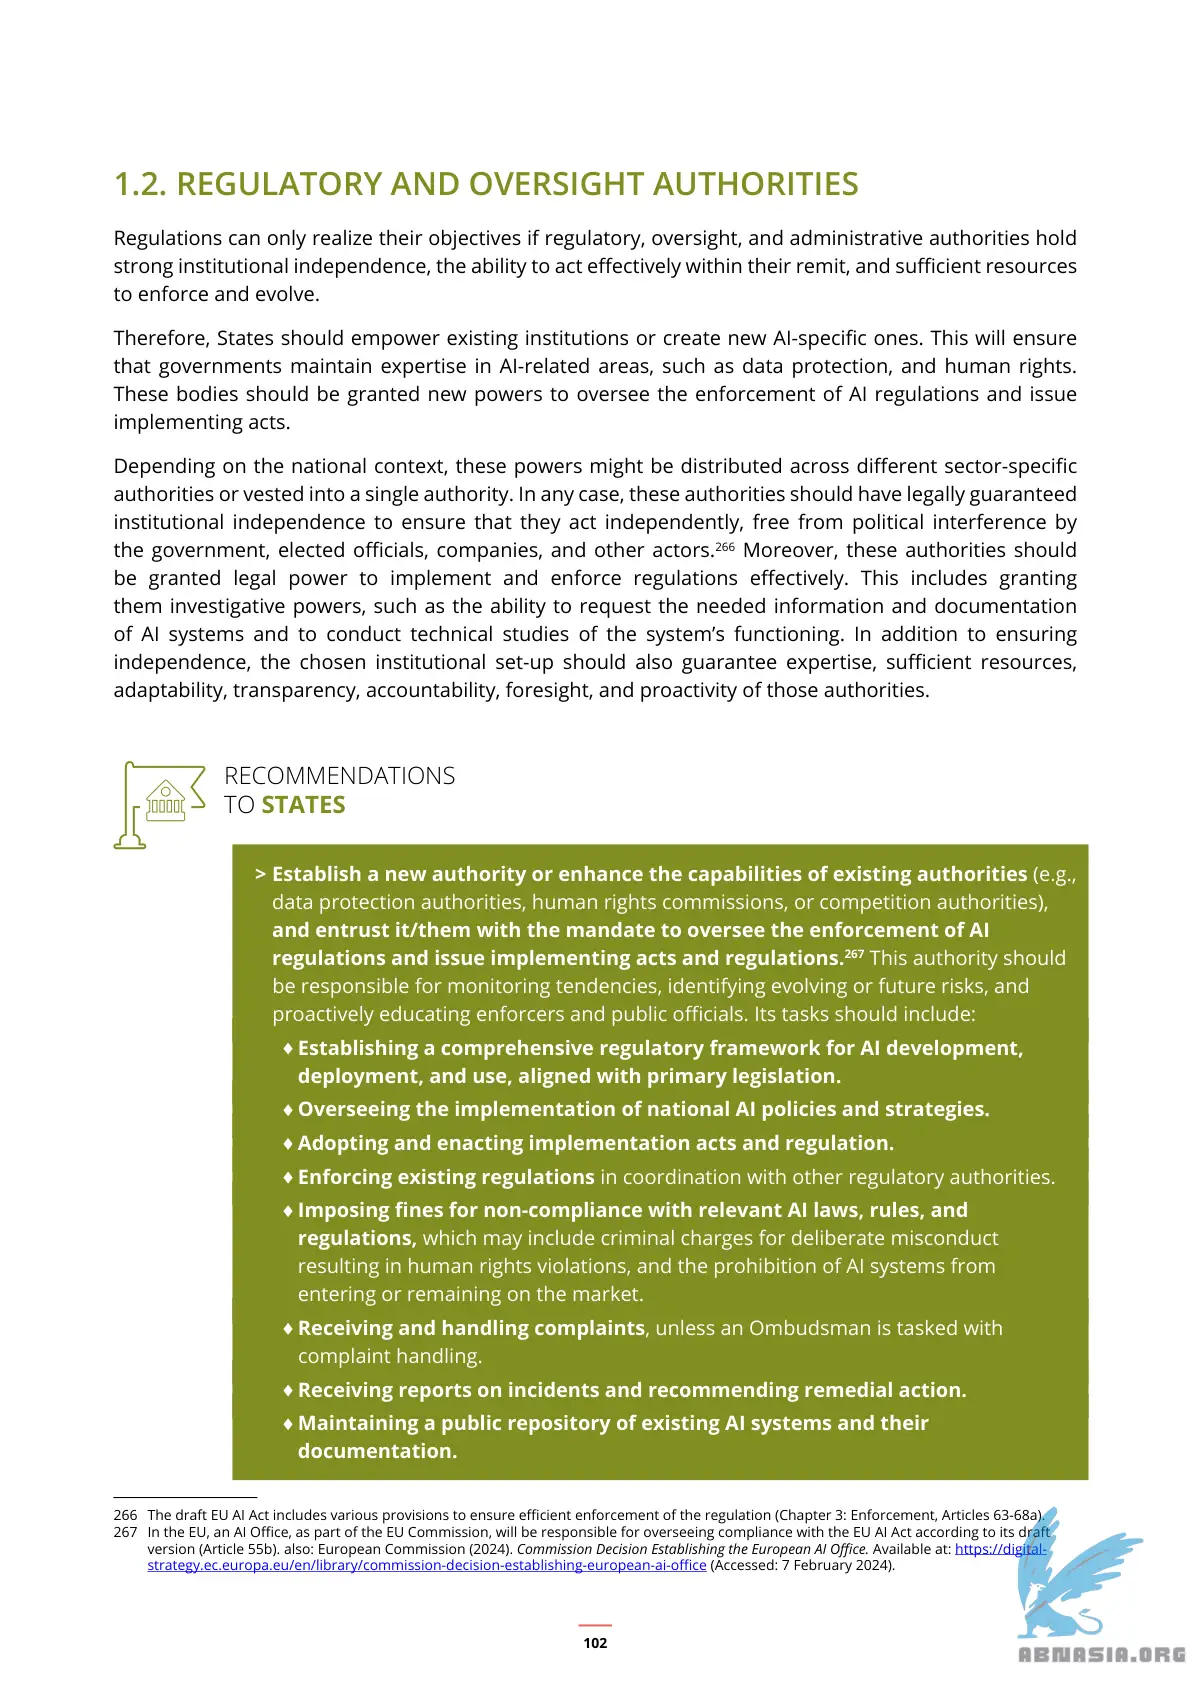 1.2. REGULATORY AND OVERSIGHT AUTHORITIES
Regulations can only realize their objectives if regulatory, oversight, and administrative authorities hold
strong institutional independence, the ability to act effectively within their remit, and sufficient resources
to enforce and evolve.
Therefore, States should empower existing institutions or create new AI-specific ones. This will ensure
that governments maintain expertise in AI-related areas, such as data protection, and human rights.
These bodies should be granted new powers to oversee the enforcement of AI regulations and issue
implementing acts.
Depending on the national context, these powers might be distributed across different sector-specific
authorities or vested into a single authority. In any case, these authorities should have legally guaranteed
institutional independence to ensure that they act independently, free from political interference by
the government, elected officials, companies, and other actors.266 Moreover, these authorities should
be granted legal power to implement and enforce regulations effectively. This includes granting
them investigative powers, such as the ability to request the needed information and documentation
of AI systems and to conduct technical studies of the system’s functioning. In addition to ensuring
independence, the chosen institutional set-up should also guarantee expertise, sufficient resources,
adaptability, transparency, accountability, foresight, and proactivity of those authorities.
RECOMMENDATIONS
TO STATES
> Establish a new authority or enhance the capabilities of existing authorities (e.g.,
data protection authorities, human rights commissions, or competition authorities),
and entrust it/them with the mandate to oversee the enforcement of AI
regulations and issue implementing acts and regulations.267 This authority should
be responsible for monitoring tendencies, identifying evolving or future risks, and
proactively educating enforcers and public officials. Its tasks should include:
♦ Establishing a comprehensive regulatory framework for AI development,
deployment, and use, aligned with primary legislation.
♦ Overseeing the implementation of national AI policies and strategies.
♦ Adopting and enacting implementation acts and regulation.
♦ Enforcing existing regulations in coordination with other regulatory authorities.
♦ Imposing fines for non-compliance with relevant AI laws, rules, and
regulations, which may include criminal charges for deliberate misconduct
resulting in human rights violations, and the prohibition of AI systems from
entering or remaining on the market.
♦ Receiving and handling complaints, unless an Ombudsman is tasked with
complaint handling.
♦ Receiving reports on incidents and recommending remedial action.
♦ Maintaining a public repository of existing AI systems and their
documentation.
266 The draft EU AI Act includes various provisions to ensure efficient enforcement of the regulation (Chapter 3: Enforcement, Articles 63-68a).
267 In the EU, an AI Office, as part of the EU Commission, will be responsible for overseeing compliance with the EU AI Act according to its draft
version (Article 55b). also: European Commission (2024). Commission Decision Establishing the European AI Office. Available at: https://digital-
strategy.ec.europa.eu/en/library/commission-decision-establishing-european-ai-office (Accessed: 7 February 2024).
102
ABNASIA.ORG